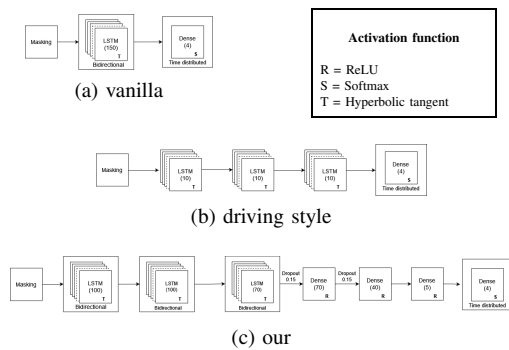 Masking
LSTM
(150)
T
Bidirectional
Dense
(4)
S
Time distributed
(a) vanilla
Activation function
R = ReLU
S = Softmax
T = Hyperbolic tangent
Masking
LSTM
(10)
T
LSTM
(10)
T
LSTM
(10)
T
Dense
(4)
S
Time distributed
(b) driving style
Masking
LSTM
(100)
T
Bidirectional
LSTM
(100)
T
Bidirectional
LSTM
(70)
T
Bidirectional
Dropout
0.15
Dense
(70)
R
Dropout
0.15
Dense
(40)
R
Dense
(5)
R
Dense
(4)
S
Time distributed
(c) our